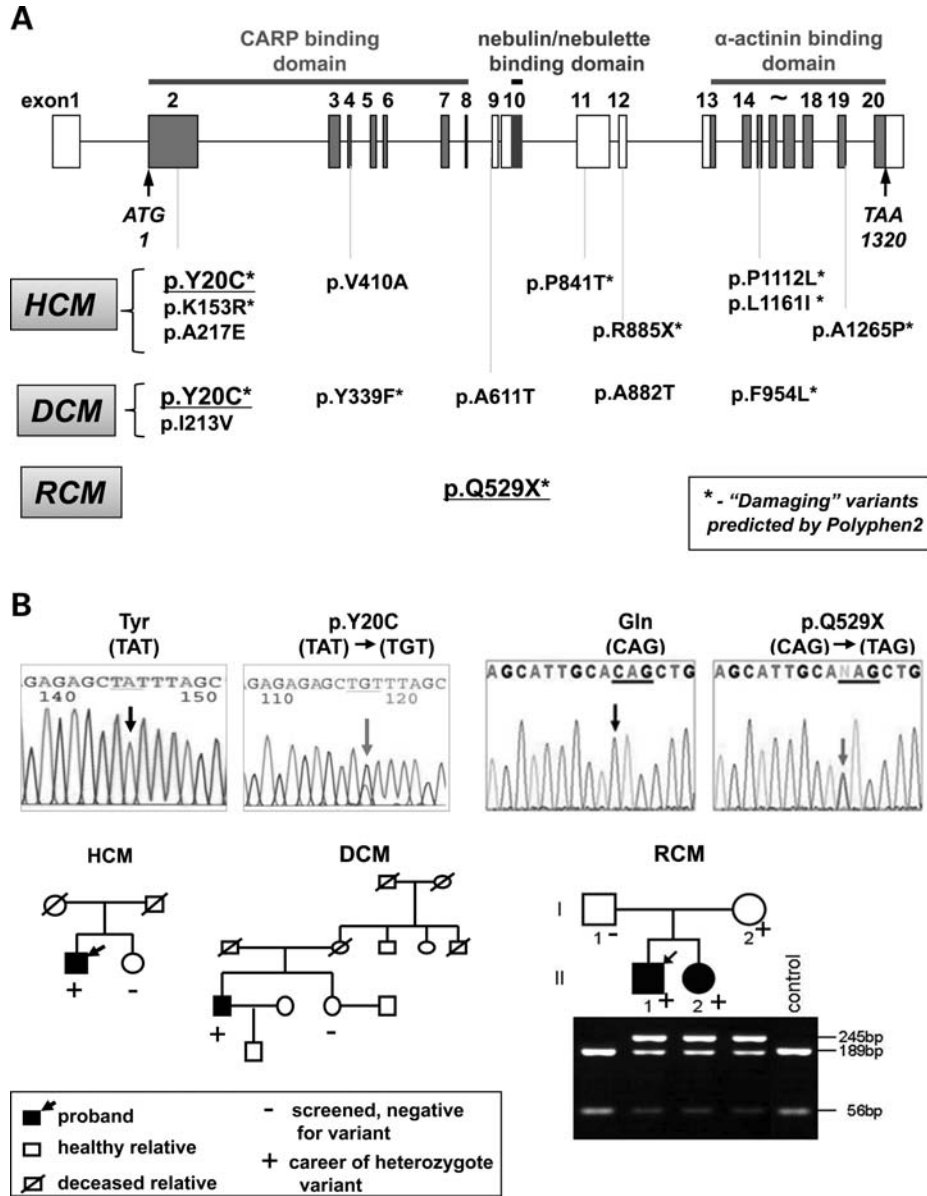 A
CARP binding
domain
nebulin/nebulette
binding domain
α-actinin binding
domain
exon1 2 3 4 5 6 7 8 9 10 11 12 13 14 ~ 18 19 20
ATG
1
TAA
1320
HCM
p.Y20C*
p.K153R*
p.A217E
p.V410A
p.P841T*
p.R885X*
p.P1112L*
p.L1161I *
p.A1265P*
DCM
p.Y20C*
p.I213V
p.Y339F*
p.A611T
p.A882T
p.F954L*
RCM
p.Q529X*
* - “Damaging” variants
predicted by Polyphen2
B
Tyr
(TAT)
p.Y20C
(TAT) → (TGT)
Gln
(CAG)
p.Q529X
(CAG) → (TAG)
GAGAGCTATTTAGC
140 150
GAGAGAGCTGTTTAGC
110 120
AGCATTGCACAGCTG
AGCATTGCANAGCTG
HCM
DCM
RCM
+ -
+ -
I
1 - 2 +
II
1 + 2 +
control
245bp
189bp
56bp
proband
healthy relative
deceased relative
- screened, negative
for variant
+ career of heterozygote
variant